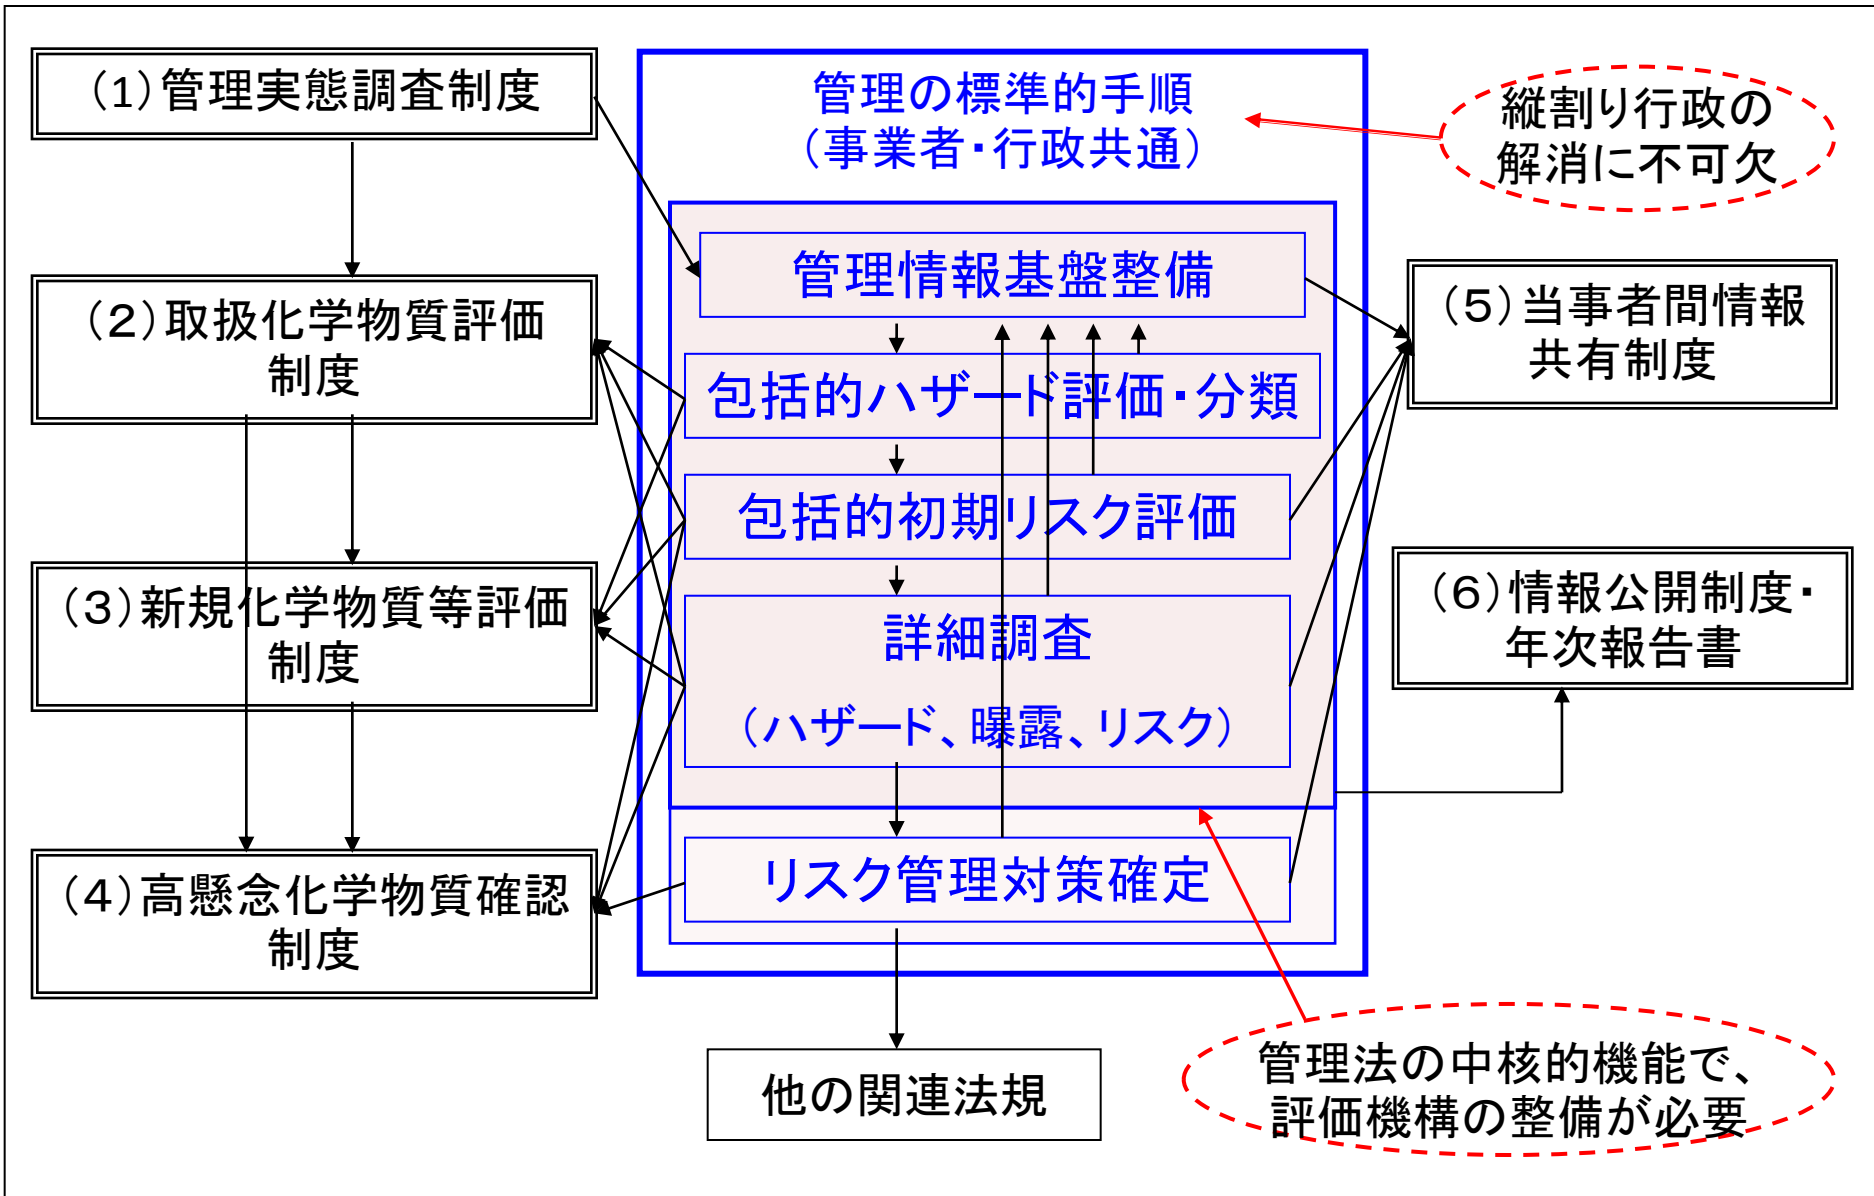 (1)管理実態調査制度
(2)取扱化学物質評価
制度
(3)新規化学物質等評価
制度
(4)高懸念化学物質確認
制度
管理の標準的手順
(事業者・行政共通)
管理情報基盤整備
包括的ハザード評価・分類
包括的初期リスク評価
詳細調査
(ハザード、曝露、リスク)
リスク管理対策確定
他の関連法規
縦割り行政の
解消に不可欠
(5)当事者間情報
共有制度
(6)情報公開制度・
年次報告書
管理法の中核的機能で、
評価機構の整備が必要